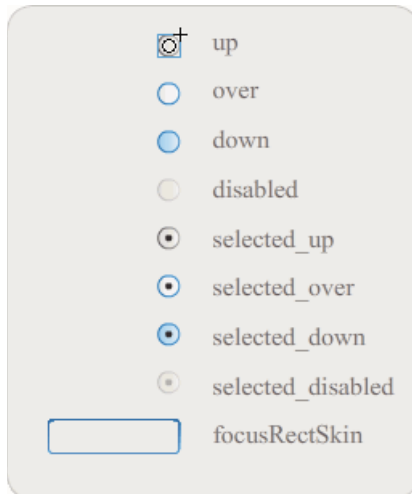 up
over
down
disabled
selected_up
selected_over
selected_down
selected_disabled
focusRectSkin